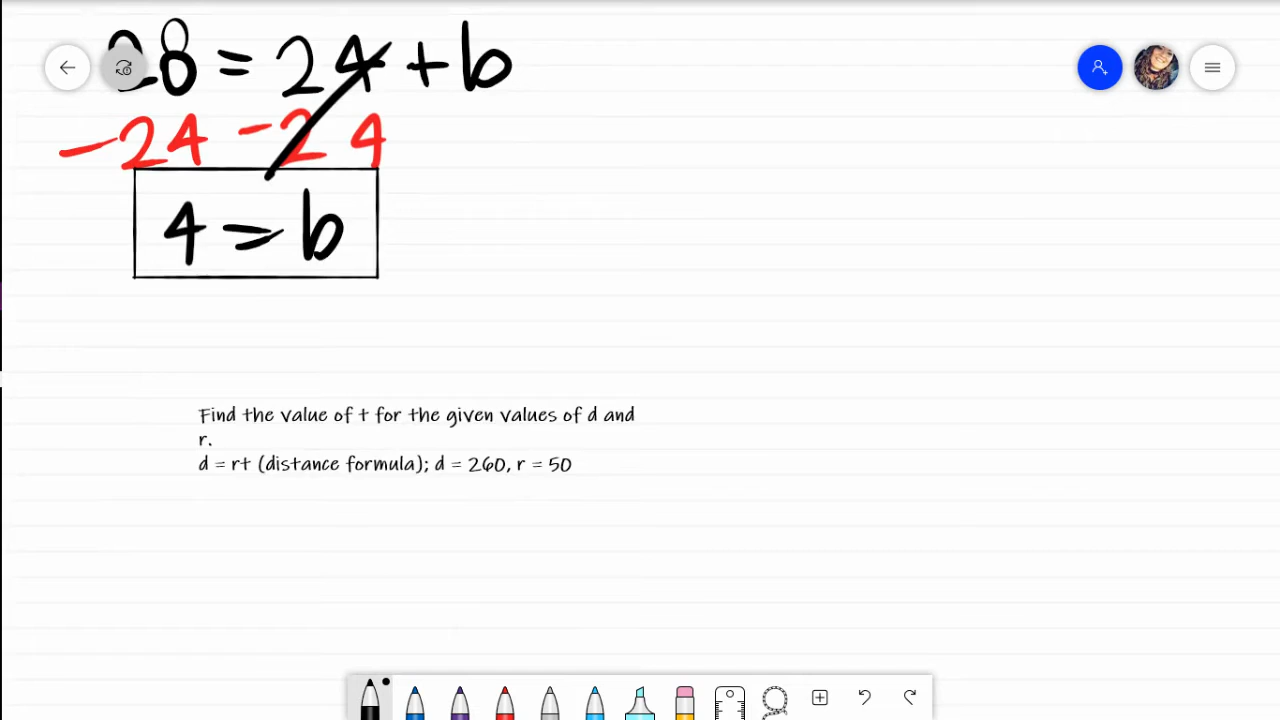 28 = 24 + b
-24 -24
4 = b
Find the value of t for the given values of d and
r.
d = rt (distance formula); d = 260, r = 50